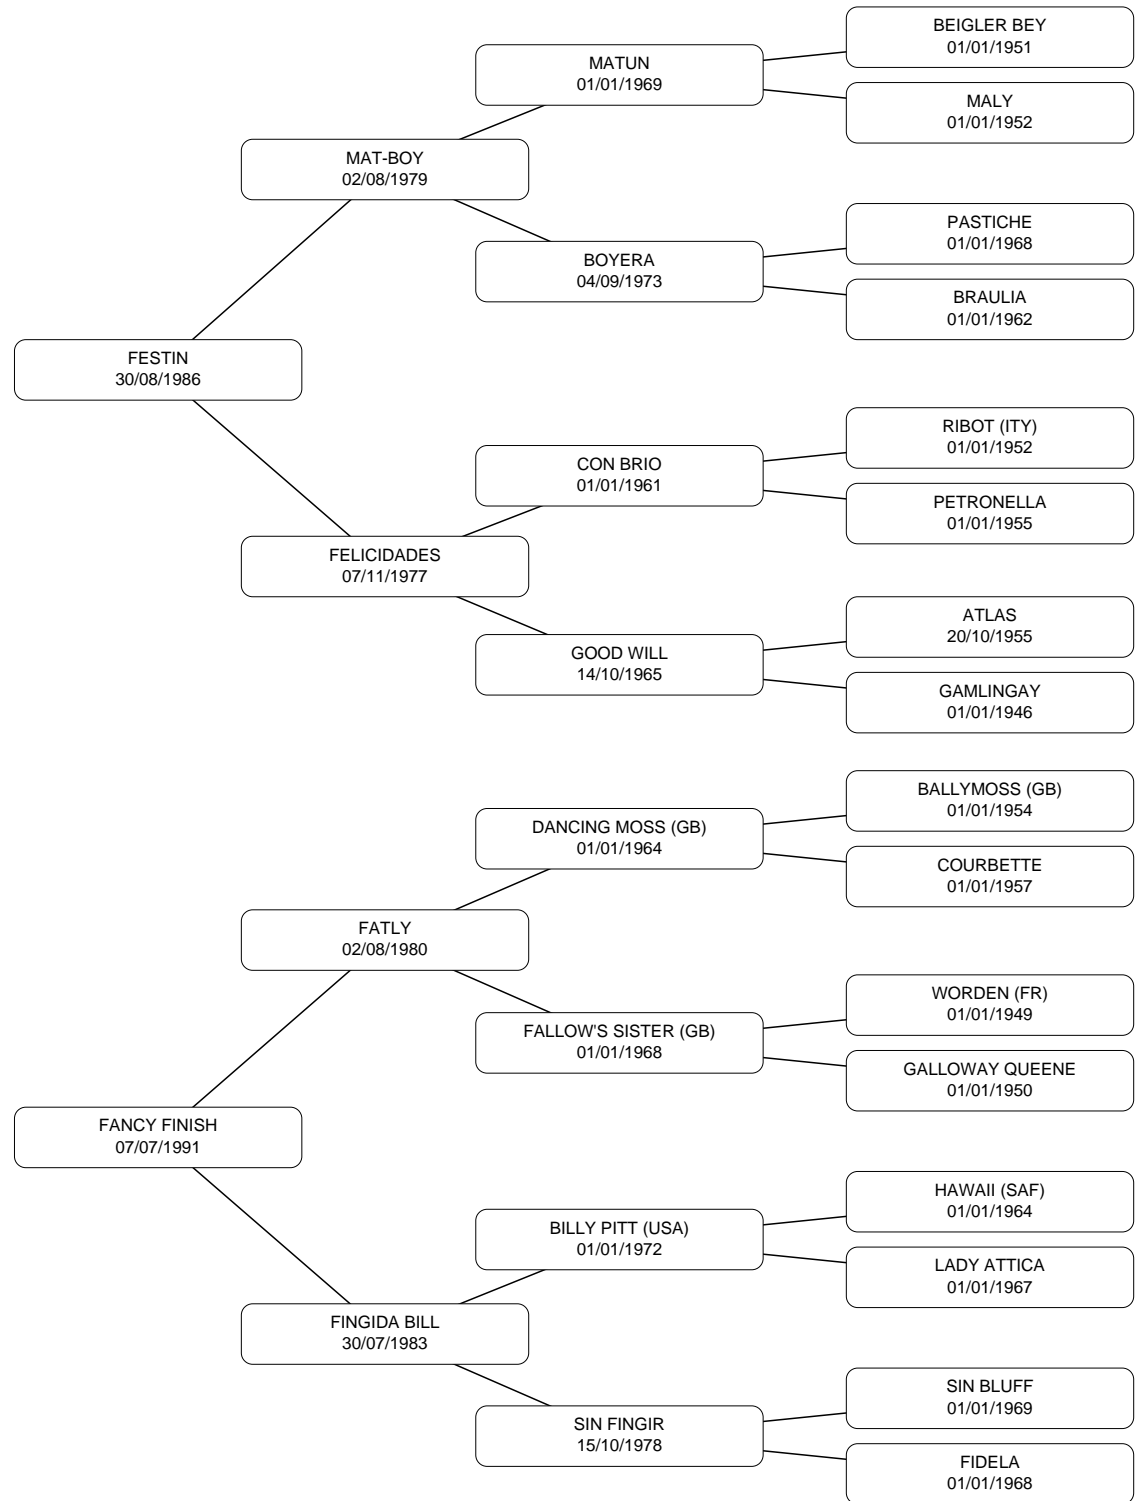 BEIGLER BEY
01/01/1951
MATUN
01/01/1969
MALY
01/01/1952
MAT-BOY
02/08/1979
PASTICHE
01/01/1968
BOYERA
04/09/1973
BRAULIA
01/01/1962
FESTIN
30/08/1986
RIBOT (ITY)
01/01/1952
CON BRIO
01/01/1961
PETRONELLA
01/01/1955
FELICIDADES
07/11/1977
ATLAS
20/10/1955
GOOD WILL
14/10/1965
GAMLINGAY
01/01/1946
BALLYMOSS (GB)
01/01/1954
DANCING MOSS (GB)
01/01/1964
COURBETTE
01/01/1957
FATLY
02/08/1980
WORDEN (FR)
01/01/1949
FALLOW'S SISTER (GB)
01/01/1968
GALLOWAY QUEENE
01/01/1950
FANCY FINISH
07/07/1991
HAWAII (SAF)
01/01/1964
BILLY PITT (USA)
01/01/1972
LADY ATTICA
01/01/1967
FINGIDA BILL
30/07/1983
SIN BLUFF
01/01/1969
SIN FINGIR
15/10/1978
FIDELA
01/01/1968